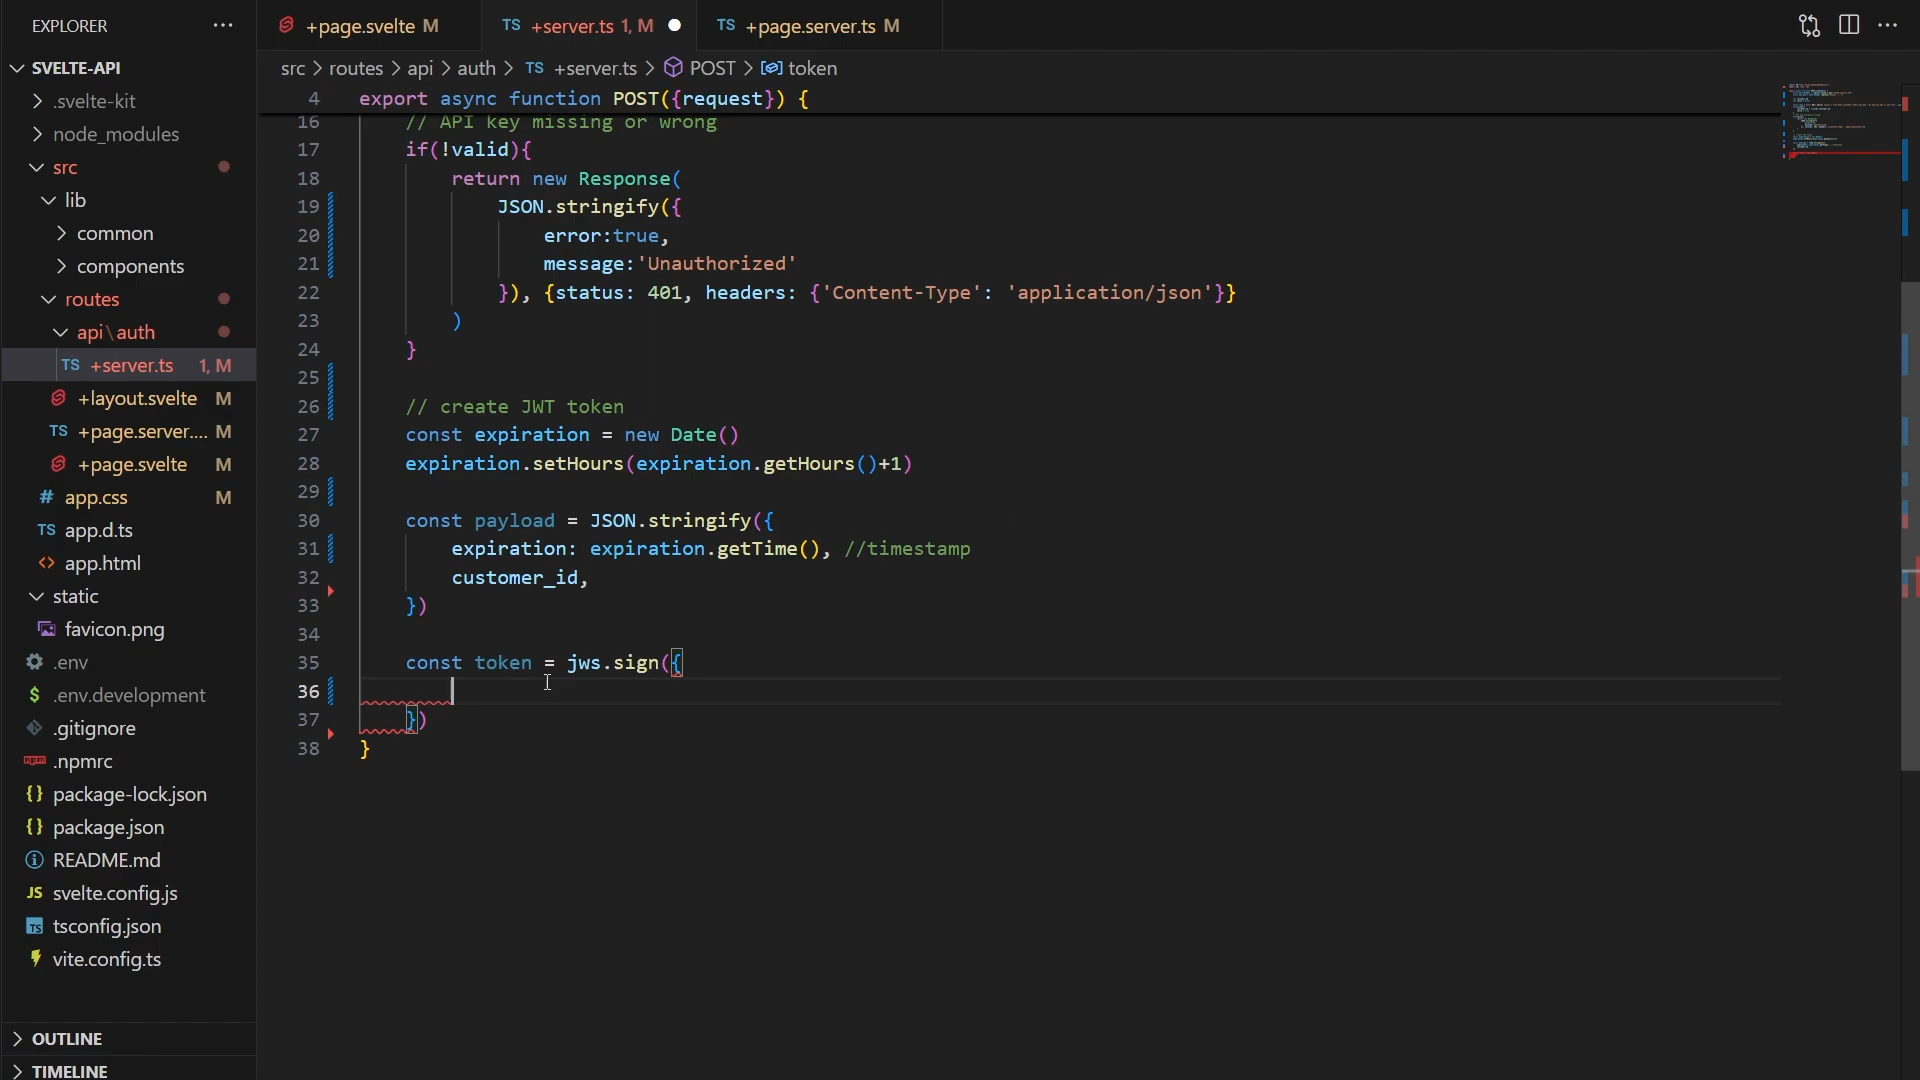 EXPLORER
+page.svelte M
TS +server.ts 1, M
TS +page.server.ts M
SVELTE-API
.svelte-kit
node_modules
src
lib
common
components
routes
api\auth
TS +server.ts 1, M
+layout.svelte M
TS +page.server.... M
+page.svelte M
# app.css M
TS app.d.ts
<> app.html
static
favicon.png
.env
$ .env.development
.gitignore
npm .npmrc
{} package-lock.json
{} package.json
README.md
JS svelte.config.js
TS tsconfig.json
vite.config.ts
OUTLINE
TIMELINE
src > routes > api > auth > TS +server.ts > POST > token
4 export async function POST({request}) {
16 // API key missing or wrong
17 if(!valid){
18 return new Response(
19 JSON.stringify({
20 error:true,
21 message:'Unauthorized'
22 }), {status: 401, headers: {'Content-Type': 'application/json'}}
23 )
24 }
25
26 // create JWT token
27 const expiration = new Date()
28 expiration.setHours(expiration.getHours()+1)
29
30 const payload = JSON.stringify({
31 expiration: expiration.getTime(), //timestamp
32 customer_id,
33 })
34
35 const token = jws.sign({
36
37 })
38 }